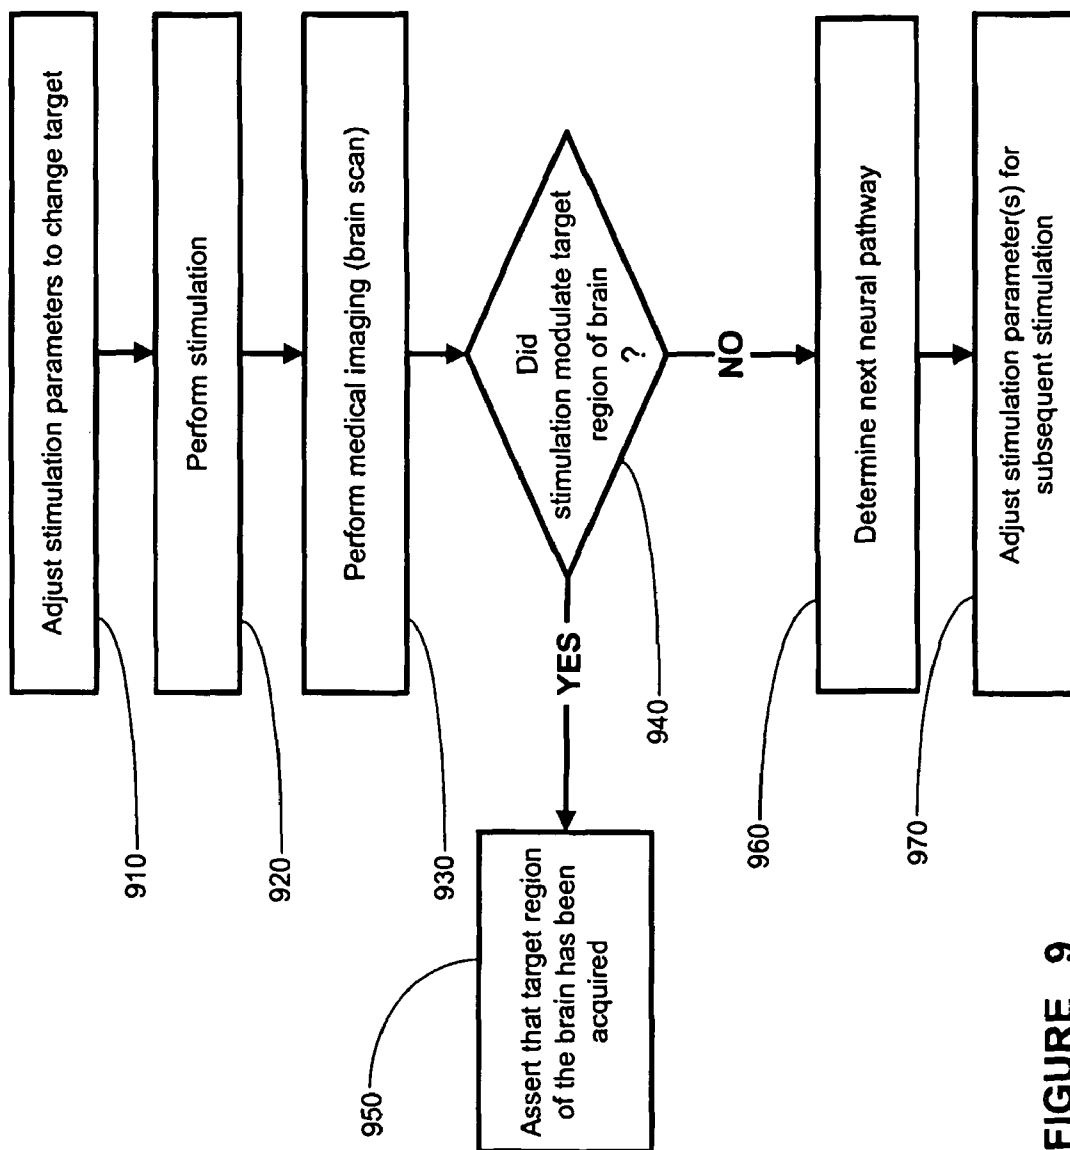 Adjust stimulation parameters to change target
910
Perform stimulation
920
Perform medical imaging (brain scan)
930
Did
stimulation modulate target
region of brain
?
940
YES
NO
Assert that target region
of the brain has been
acquired
950
Determine next neural pathway
960
Adjust stimulation parameter(s) for
subsequent stimulation
970
FIGURE 9